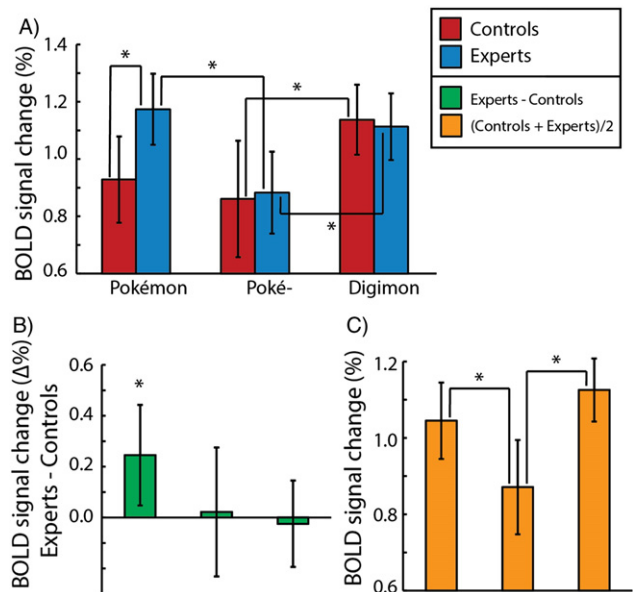 A)
Controls
Experts
Experts - Controls
(Controls + Experts)/2
BOLD signal change (%)
1.4
1.2
1.0
0.8
0.6
*
*
*
*
Pokémon
Poké-
Digimon
B)
BOLD signal change (Δ%)
Experts - Controls
0.6
0.4
0.2
0.0
*
C)
BOLD signal change (%)
1.2
1.0
0.8
0.6
*
*